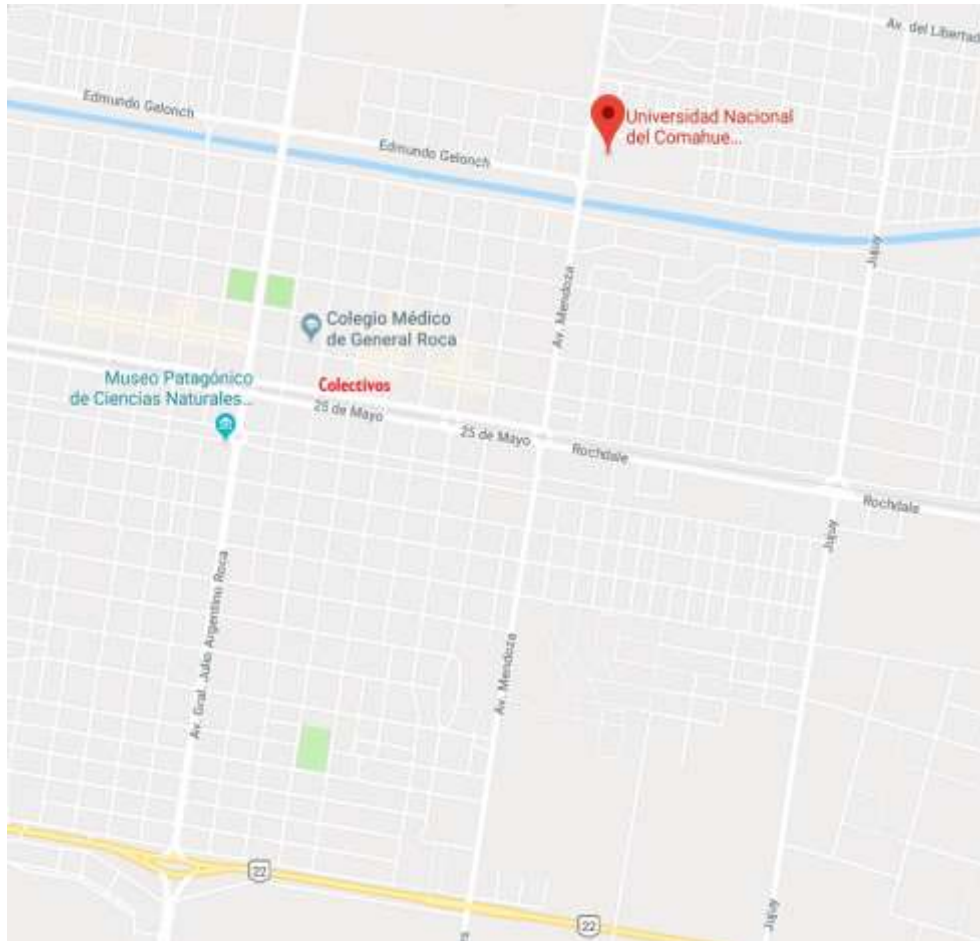 Av. del Libertad
Edmundo Gelonch
Universidad Nacional
del Comahue...
Edmundo Gelonch
Jujuy
Av. Mendoza
Colegio Médico
de General Roca
Museo Patagónico
de Ciencias Naturales...
Colectivos
25 de Mayo
25 de Mayo
Rochdale
Rochdale
Jujuy
Av. Gral. Julio Argentino Roca
Av. Mendoza
22
22
Jujuy